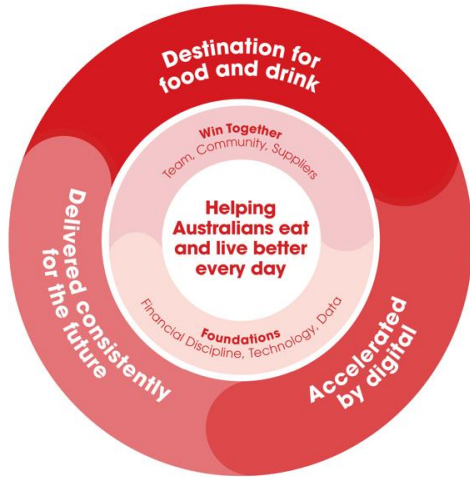 Destination for
food and drink
Win Together
Team, Community, Suppliers
Helping
Australians eat
and live better
every day
Foundations
Financial Discipline, Technology, Data
Delivered consistently
for the future
Accelerated
by digital